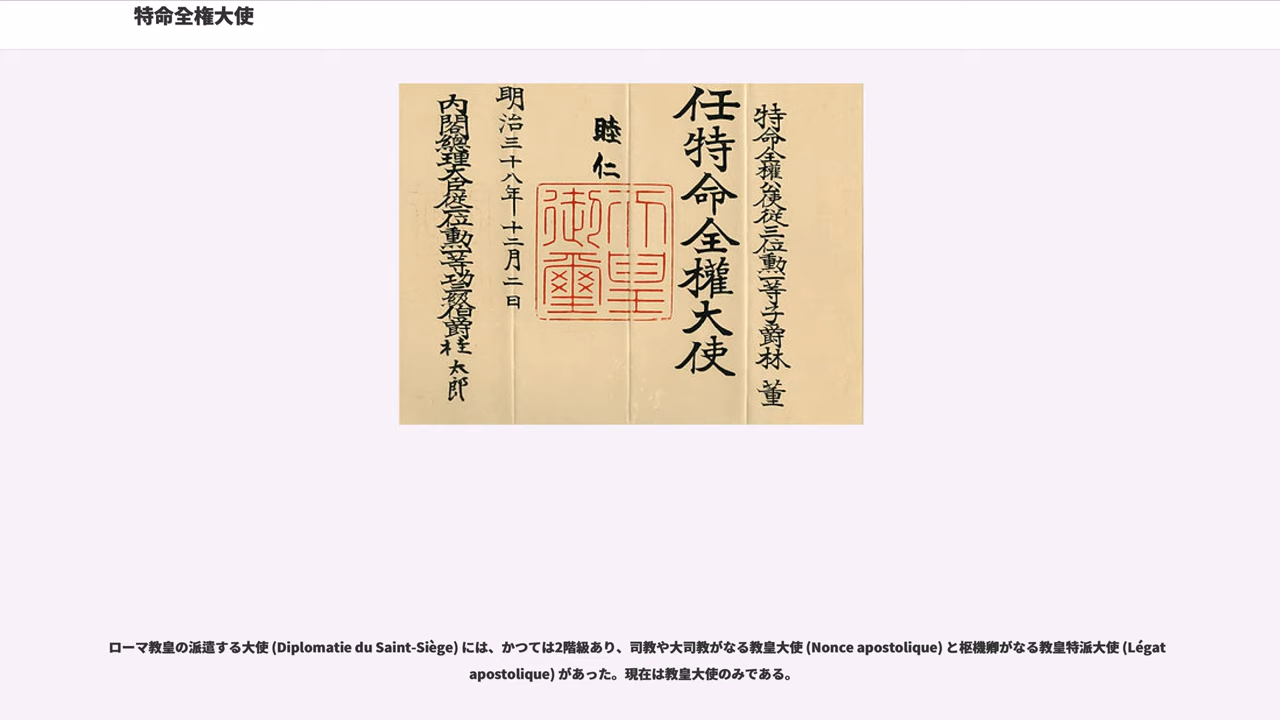 特命全権大使
特命全權公使從三位勳一等子爵林 董
任特命全權大使
睦仁
天皇御璽
明治三十八年十二月二日
内閣總理大臣從二位勳一等功三級伯爵桂太郎
ローマ教皇の派遣する大使 (Diplomatie du Saint-Siège) には、かつては2階級あり、司教や大司教がなる教皇大使 (Nonce apostolique) と枢機卿がなる教皇特派大使 (Légat
apostolique) があった。現在は教皇大使のみである。